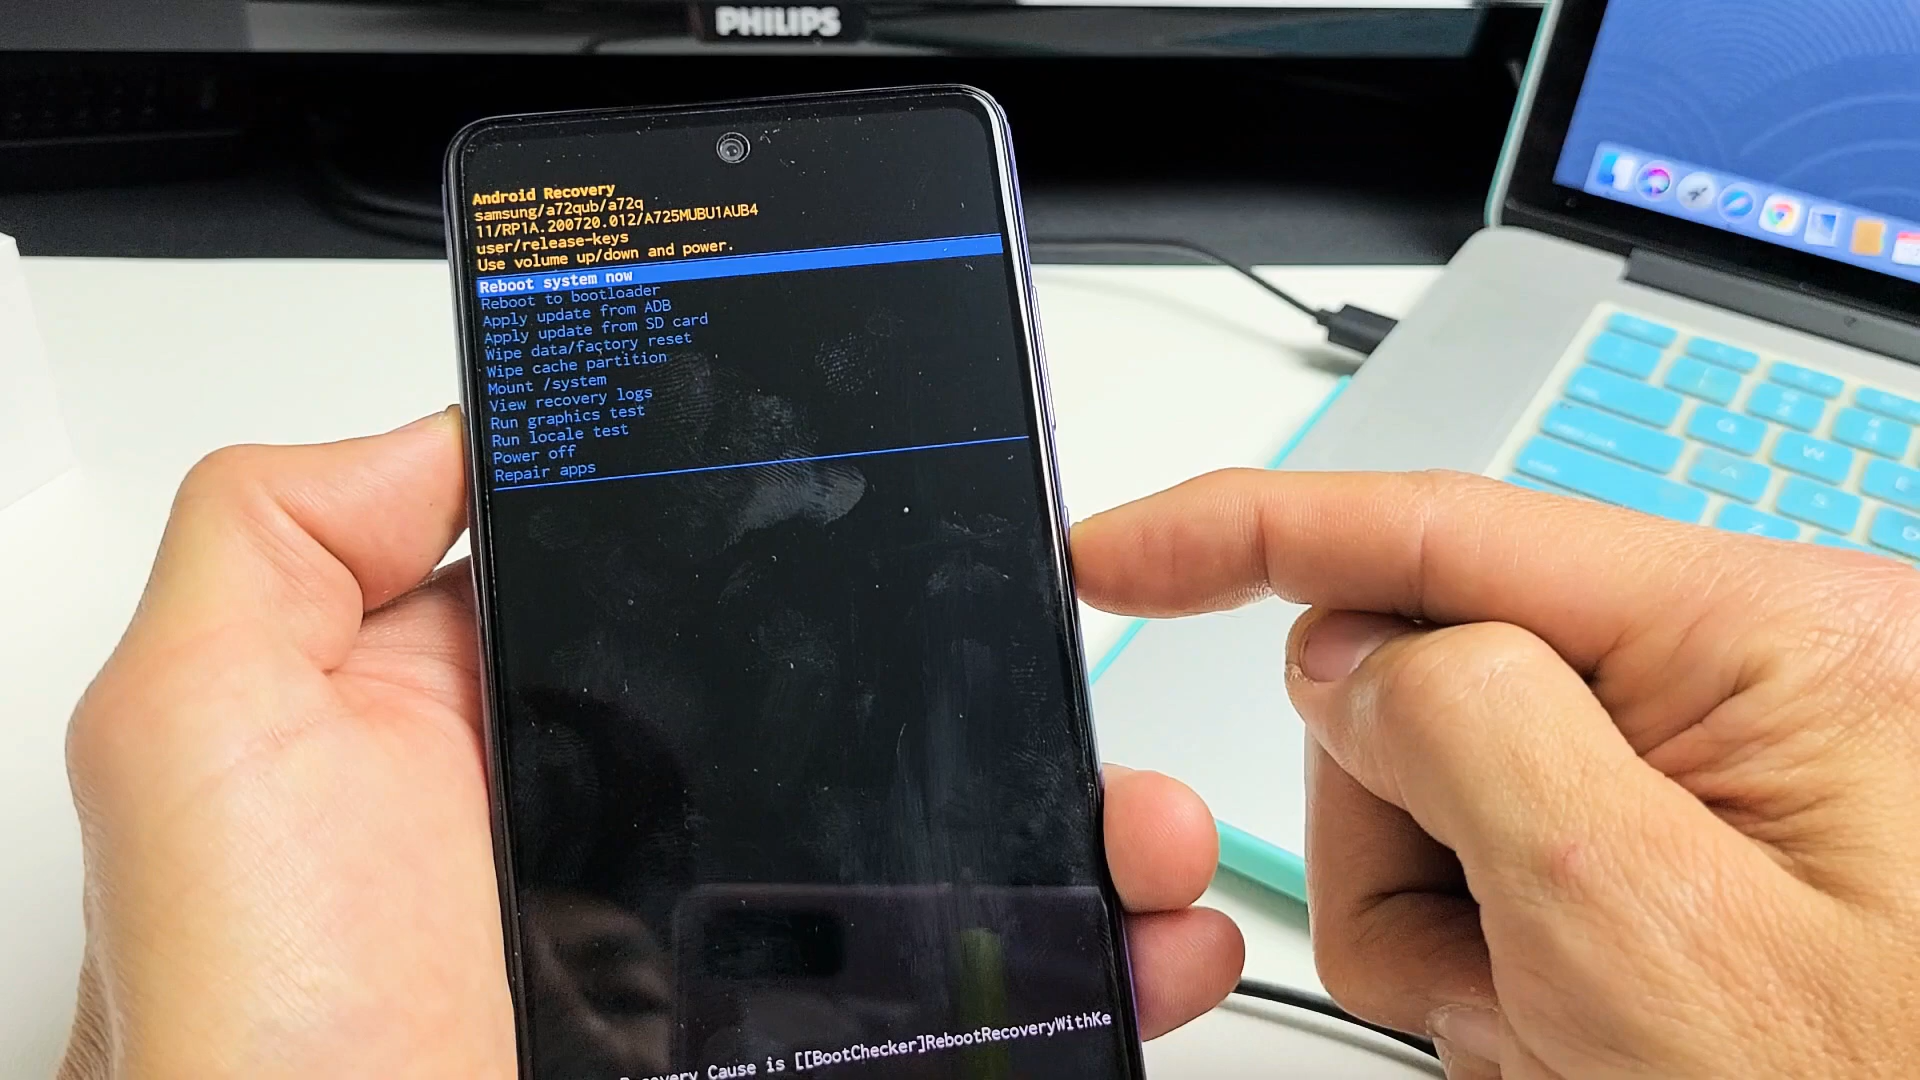 PHILIPS
Android Recovery
samsung/a72qub/a72q
11/RP1A.200720.012/A725MUBU1AUB4
user/release-keys
Use volume up/down and power.
Reboot system now
Reboot to bootloader
Apply update from ADB
Apply update from SD card
Wipe data/factory reset
Wipe cache partition
Mount /system
View recovery logs
Run graphics test
Run locale test
Power off
Repair apps
Recovery Cause is [[BootChecker]RebootRecoveryWithKe